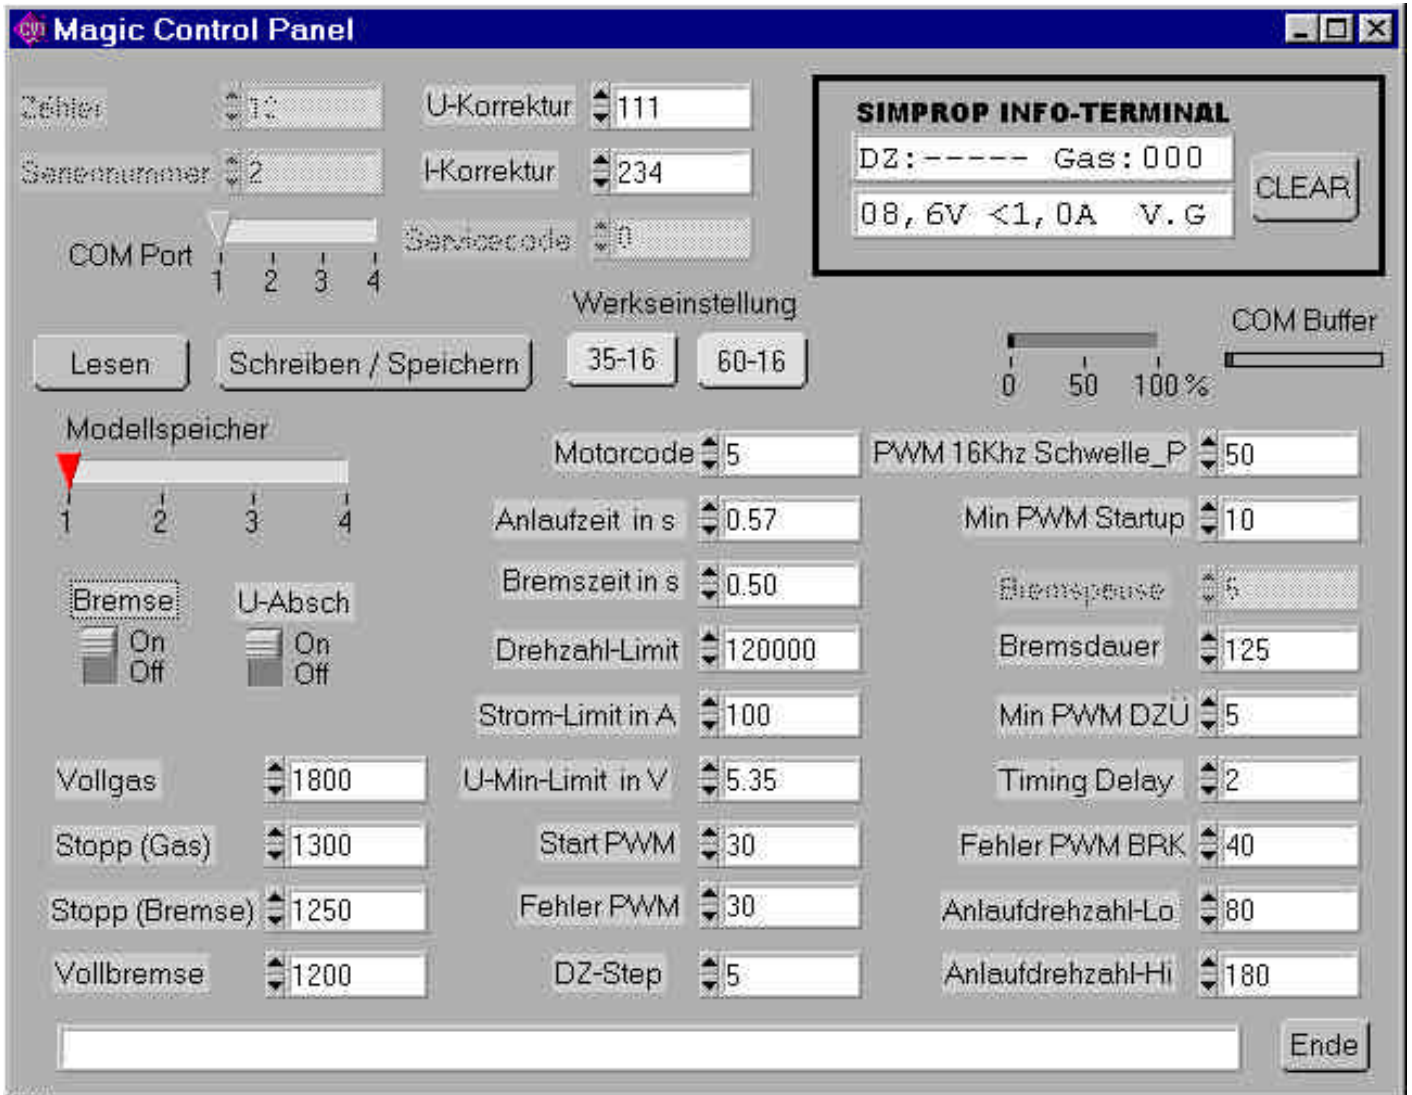 CVI Magic Control Panel
Zähler 12
U-Korrektur 111
SIMPROP INFO-TERMINAL
DZ:----- Gas:000
Seriennummer 2
I-Korrektur 234
CLEAR
08,6V <1,0A V.G
COM Port
1 2 3 4
Servicecode 0
Werkseinstellung
COM Buffer
Lesen
Schreiben / Speichern
35-16
60-16
0 50 100 %
Modellspeicher
1 2 3 4
Motorcode 5
PWM 16Khz Schwelle_P 50
Anlaufzeit in s 0.57
Min PWM Startup 10
Bremse
On
Off
U-Absch
On
Off
Bremszeit in s 0.50
Bremspause 6
Drehzahl-Limit 120000
Bremsdauer 125
Strom-Limit in A 100
Min PWM DZÜ 5
Vollgas 1800
U-Min-Limit in V 5.35
Timing Delay 2
Stopp (Gas) 1300
Start PWM 30
Fehler PWM BRK 40
Stopp (Bremse) 1250
Fehler PWM 30
Anlaufdrehzahl-Lo 80
Vollbremse 1200
DZ-Step 5
Anlaufdrehzahl-Hi 180
Ende